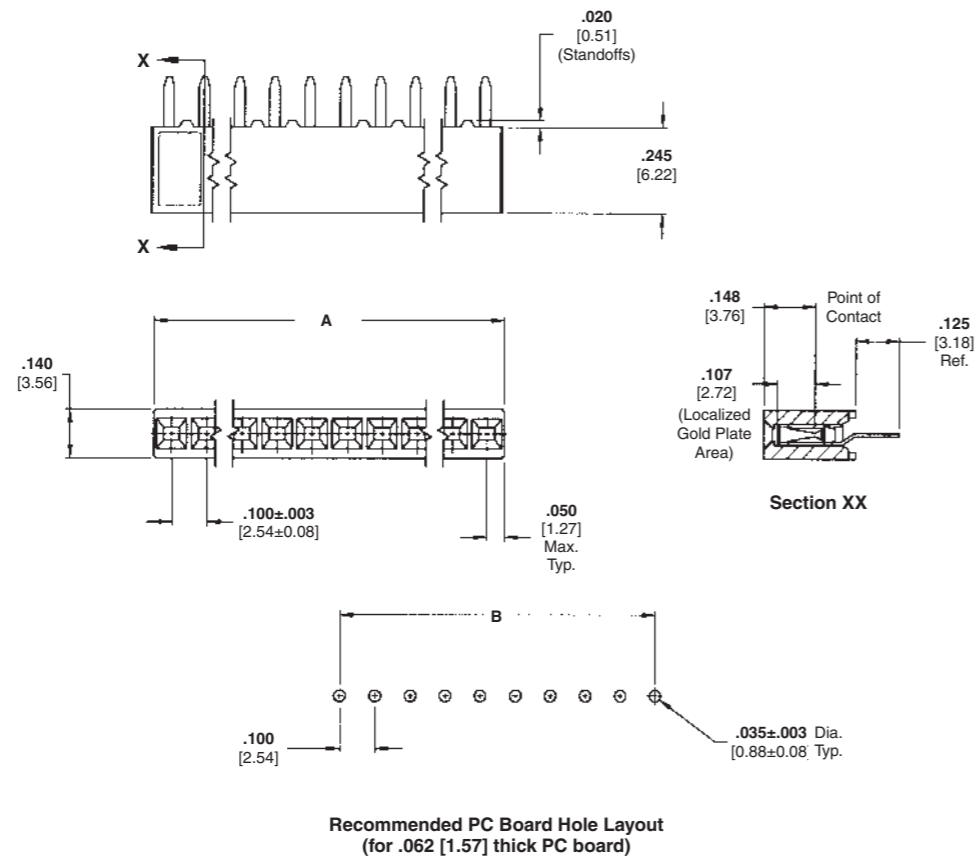 .020
[0.51]
(Standoffs)
X
.245
[6.22]
X
A
.140
[3.56]
.100±.003
[2.54±0.08]
.050
[1.27]
Max.
Typ.
.148
[3.76]
Point of
Contact
.125
[3.18]
Ref.
.107
[2.72]
(Localized
Gold Plate
Area)
Section XX
B
.100
[2.54]
.035±.003 Dia.
[0.88±0.08] Typ.
Recommended PC Board Hole Layout
(for .062 [1.57] thick PC board)